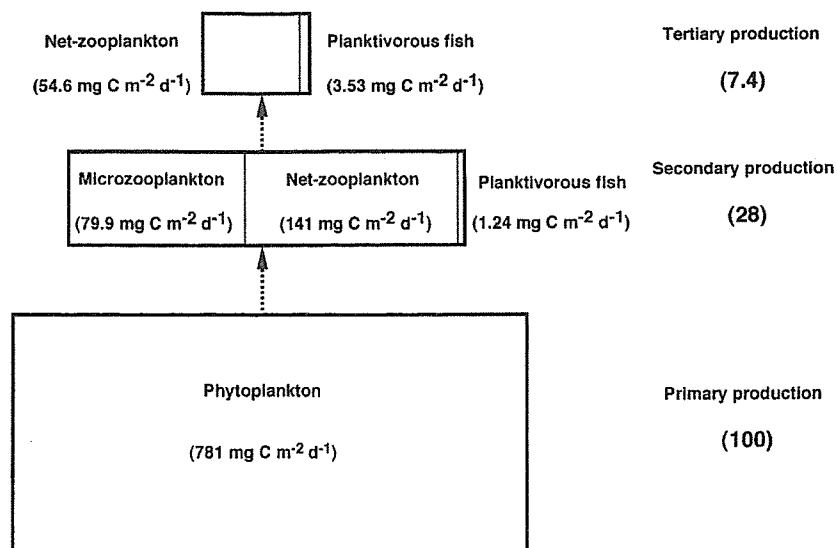 Net-zooplankton
(54.6 mg C m-2 d-1)
Planktivorous fish
(3.53 mg C m-2 d-1)
Tertiary production
(7.4)
Microzooplankton
(79.9 mg C m-2 d-1)
Net-zooplankton
(141 mg C m-2 d-1)
Planktivorous fish
(1.24 mg C m-2 d-1)
Secondary production
(28)
Phytoplankton
(781 mg C m-2 d-1)
Primary production
(100)